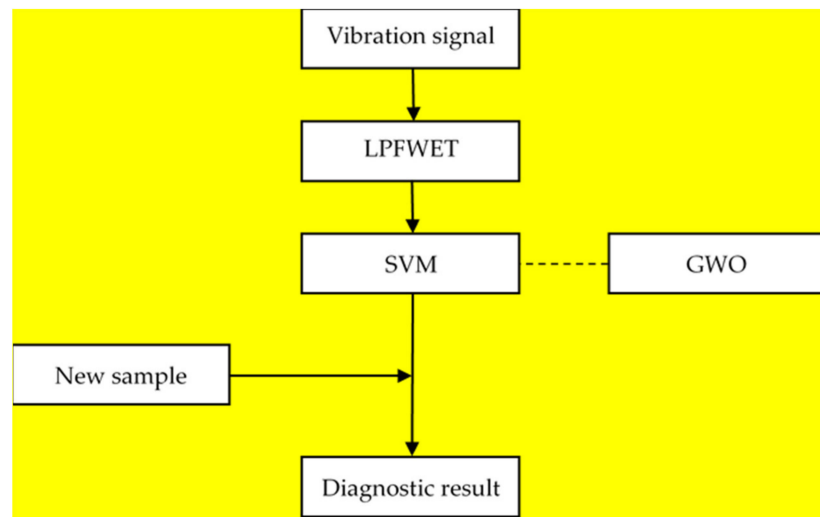 Vibration signal
LPFWET
SVM
GWO
New sample
Diagnostic result